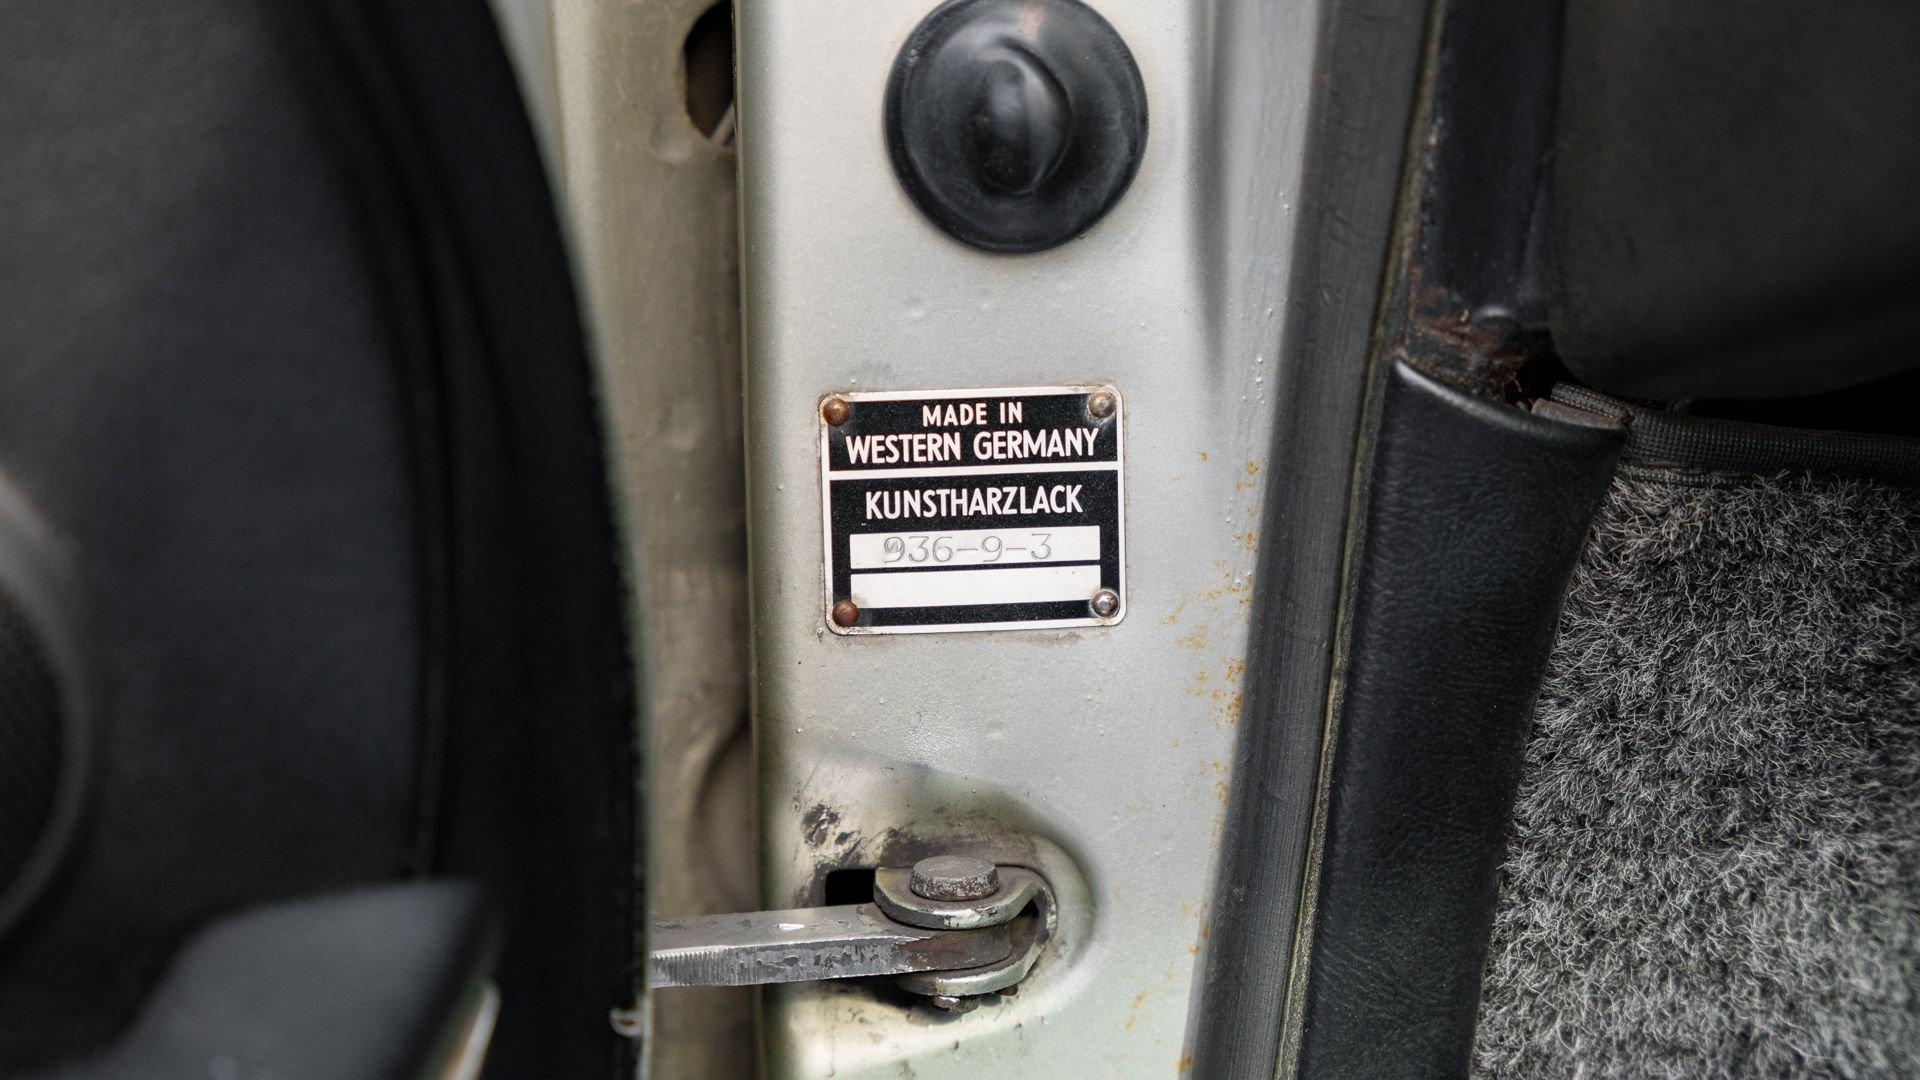 MADE IN
WESTERN GERMANY
KUNSTHARZLACK
936-9-3